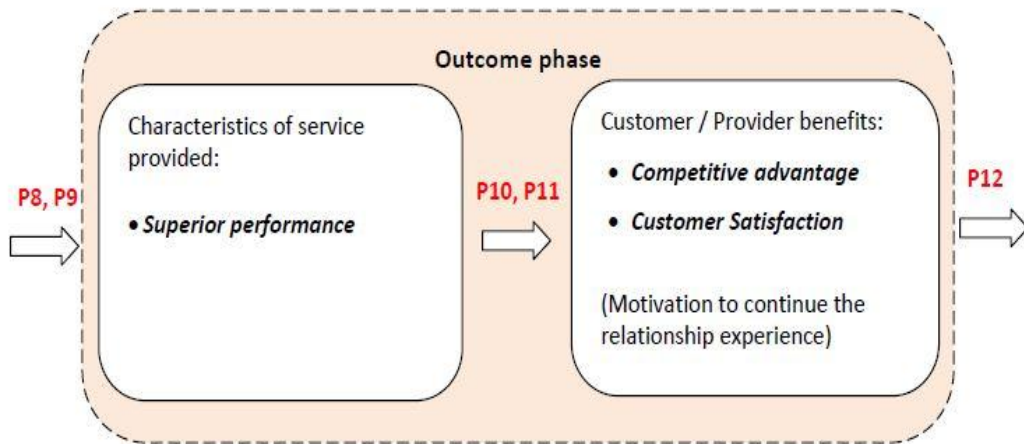 Outcome phase
Characteristics of service
provided:
• Superior performance
Customer / Provider benefits:
• Competitive advantage
• Customer Satisfaction
(Motivation to continue the
relationship experience)
P8, P9
P10, P11
P12